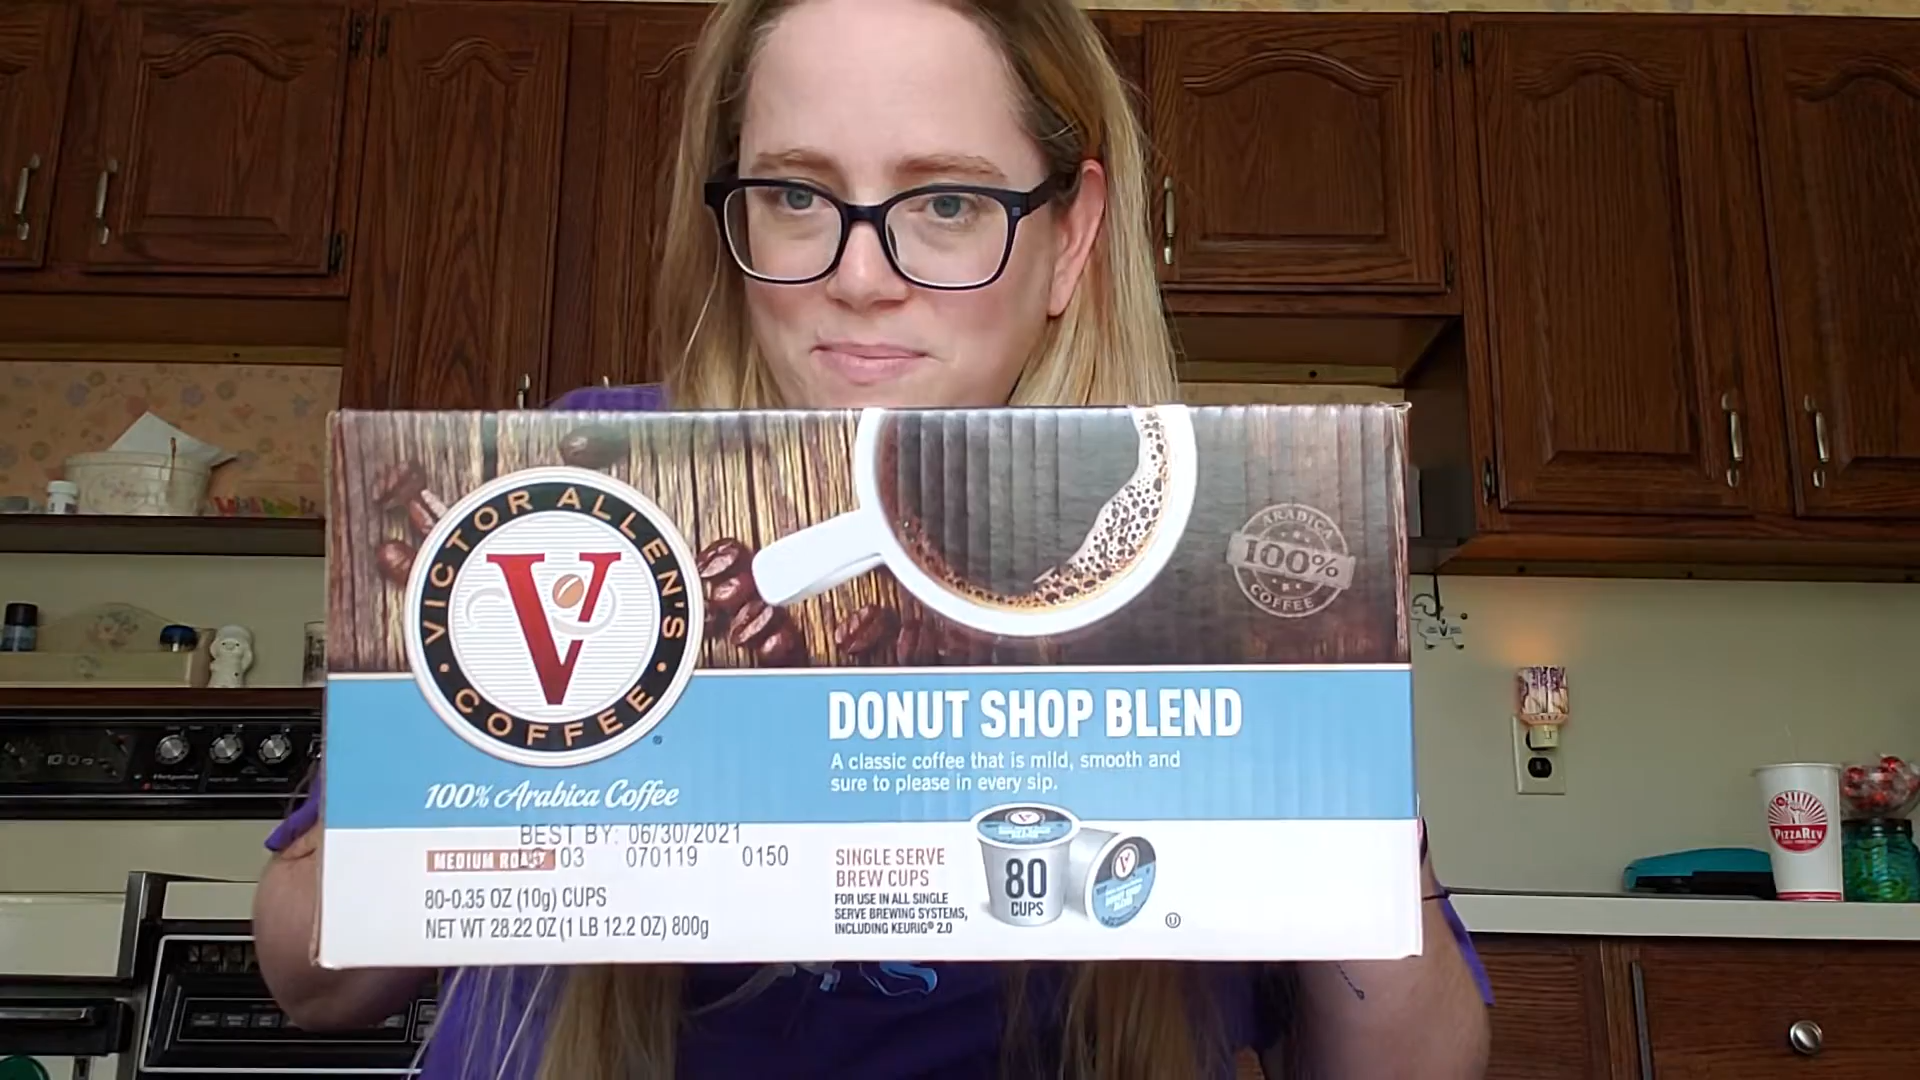 VICTOR ALLEN'S
COFFEE
V
100% Arabica Coffee
ARABICA
100%
COFFEE
DONUT SHOP BLEND
A classic coffee that is mild, smooth and
sure to please in every sip.
BEST BY: 06/30/2021
103 070119 0150
MEDIUM ROAST
80-0.35 OZ (10g) CUPS
NET WT 28.22 OZ (1 LB 12.2 OZ) 800g
SINGLE SERVE
BREW CUPS
FOR USE IN ALL SINGLE
SERVE BREWING SYSTEMS,
INCLUDING KEURIG® 2.0
80
CUPS
PIZZAREV
Hotpoint